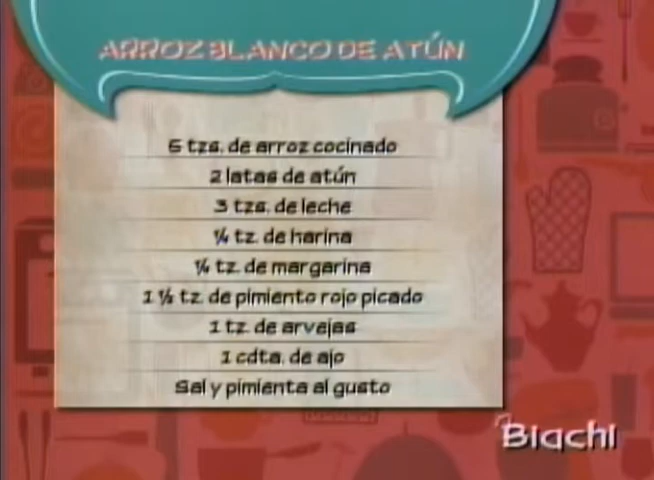 ARROZ BLANCO DE ATÚN
5 tzs. de arroz cocinado
2 latas de atún
3 tzs. de leche
¼ tz. de harina
¼ tz. de margarina
1 ½ tz. de pimiento rojo picado
1 tz. de arvejas
1 cdta. de ajo
Sal y pimienta al gusto
Biachi